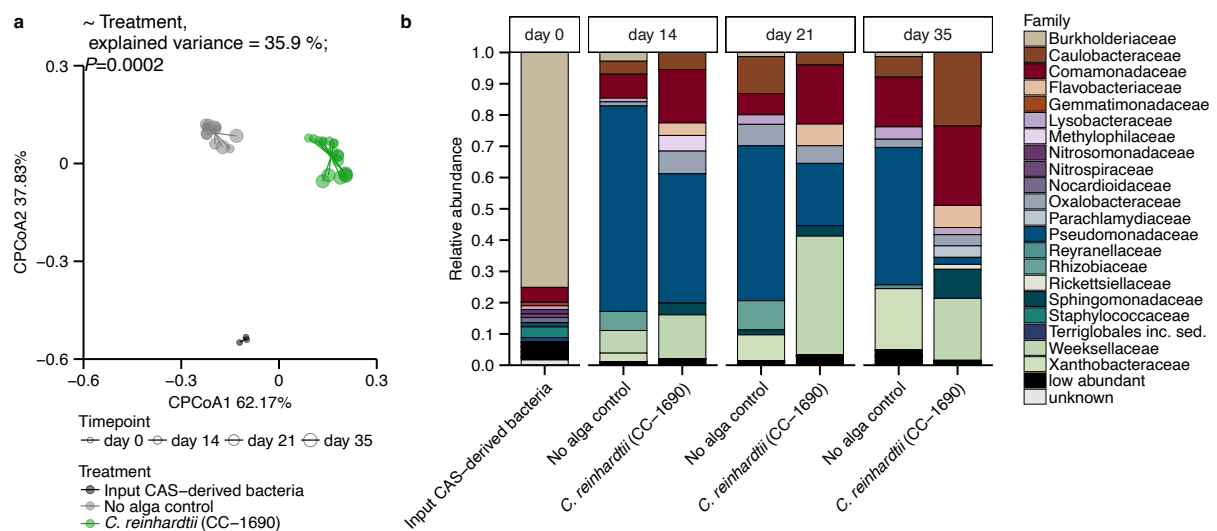 a
~ Treatment,
explained variance = 35.9 %;
P=0.0002
0.3
0
−0.3
−0.6
−0.6
−0.3
0
0.3
CPCoA2 37.83%
CPCoA1 62.17%
Timepoint
day 0
day 14
day 21
day 35
Treatment
Input CAS−derived bacteria
No alga control
C. reinhardtii (CC−1690)
b
day 0
day 14
day 21
day 35
Relative abundance
1.0
0.9
0.8
0.7
0.6
0.5
0.4
0.3
0.2
0.1
0.0
Input CAS−derived bacteria
No alga control
C. reinhardtii (CC−1690)
No alga control
C. reinhardtii (CC−1690)
No alga control
C. reinhardtii (CC−1690)
Family
Burkholderiaceae
Caulobacteraceae
Comamonadaceae
Flavobacteriaceae
Gemmatimonadaceae
Lysobacteraceae
Methylophilaceae
Nitrosomonadaceae
Nitrospiraceae
Nocardioidaceae
Oxalobacteraceae
Parachlamydiaceae
Pseudomonadaceae
Reyranellaceae
Rhizobiaceae
Rickettsiellaceae
Sphingomonadaceae
Staphylococcaceae
Terriglobales inc. sed.
Weeksellaceae
Xanthobacteraceae
low abundant
unknown